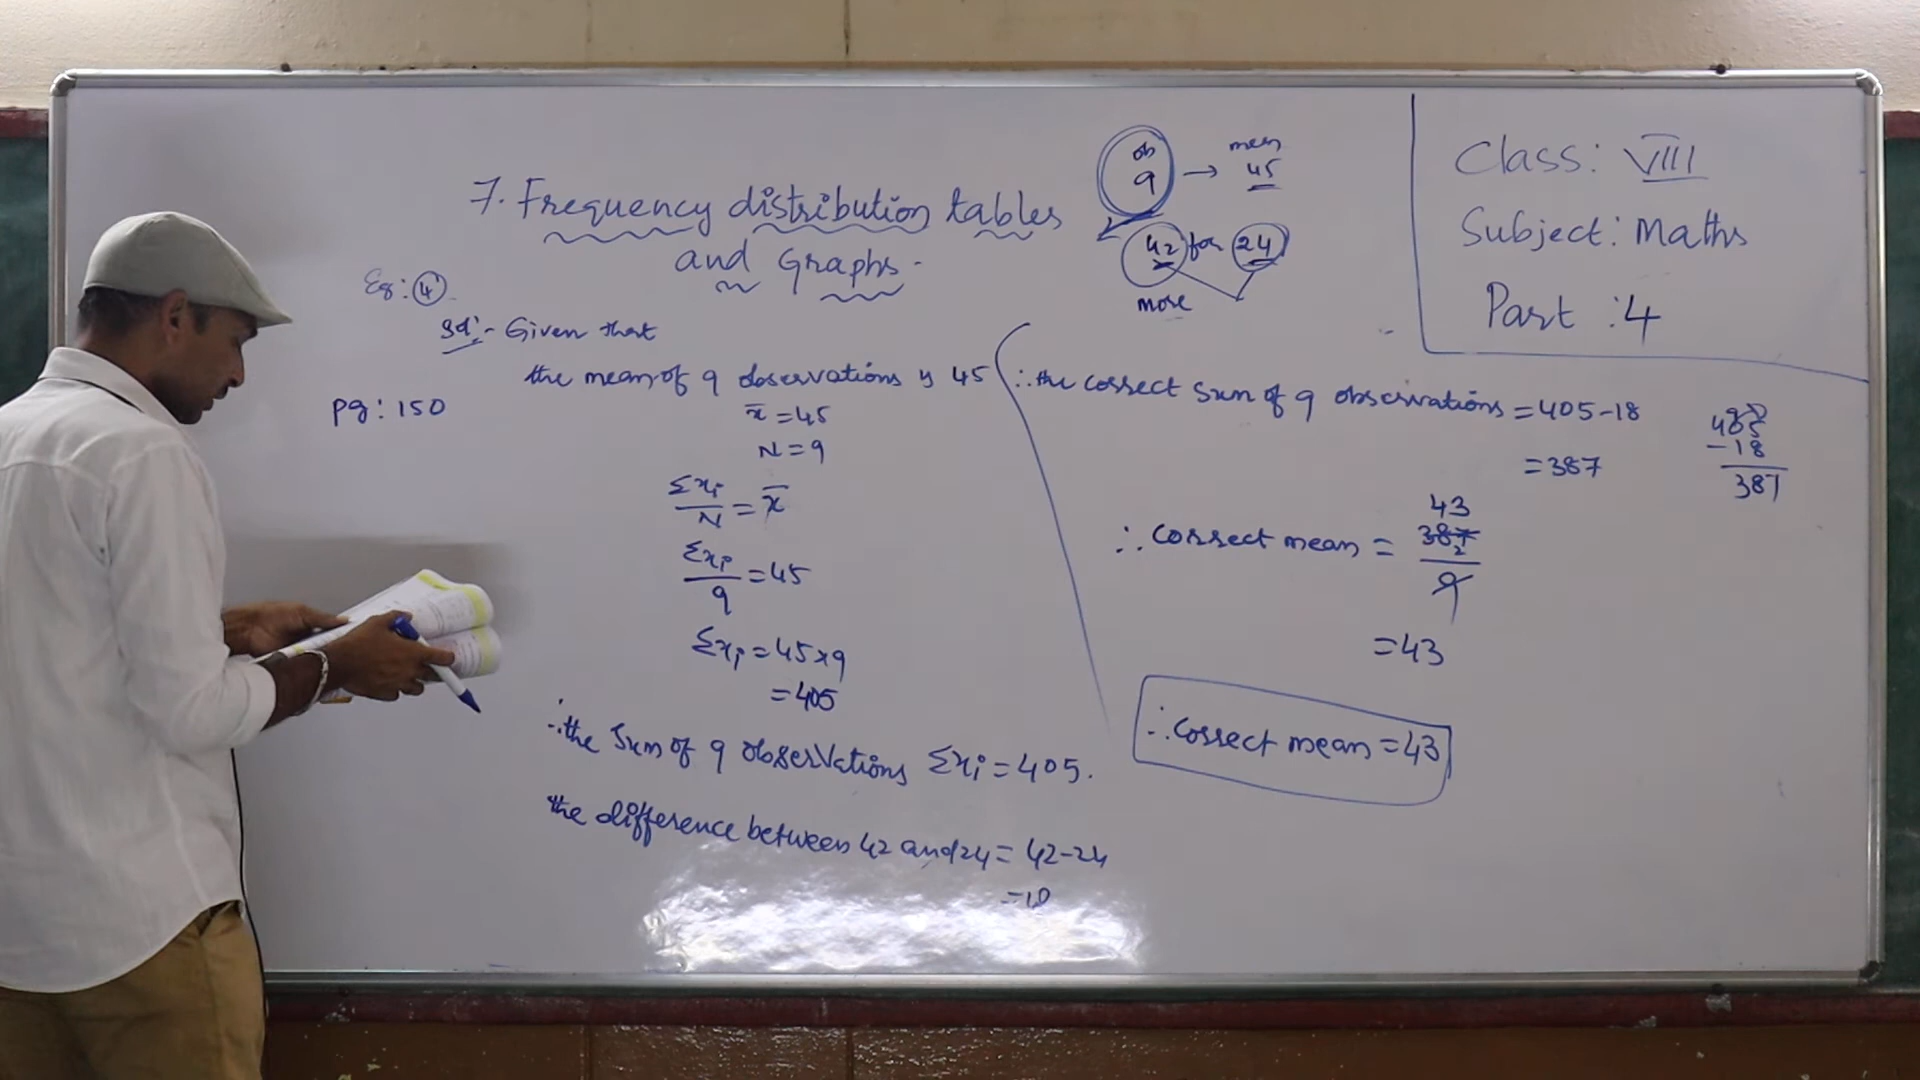 Class: VIII
Subject: Maths
Part : 4
7. Frequency distribution tables
and Graphs.
ob mean
9 → 45
42 for 24
more
Eg: 4
Sol:- Given that
the mean of 9 observations is 45
pg: 150
x̄ = 45
N = 9
Σxi/N = x̄
Σxi/9 = 45
Σxi = 45x9
= 405
∴ the Sum of 9 observations Σxi = 405.
the difference between 42 and 24 = 42-24
= 18
∴ the correct sum of 9 observations = 405-18
= 387
405
-18
387
43
∴ correct mean = 387/9
= 43
∴ correct mean = 43